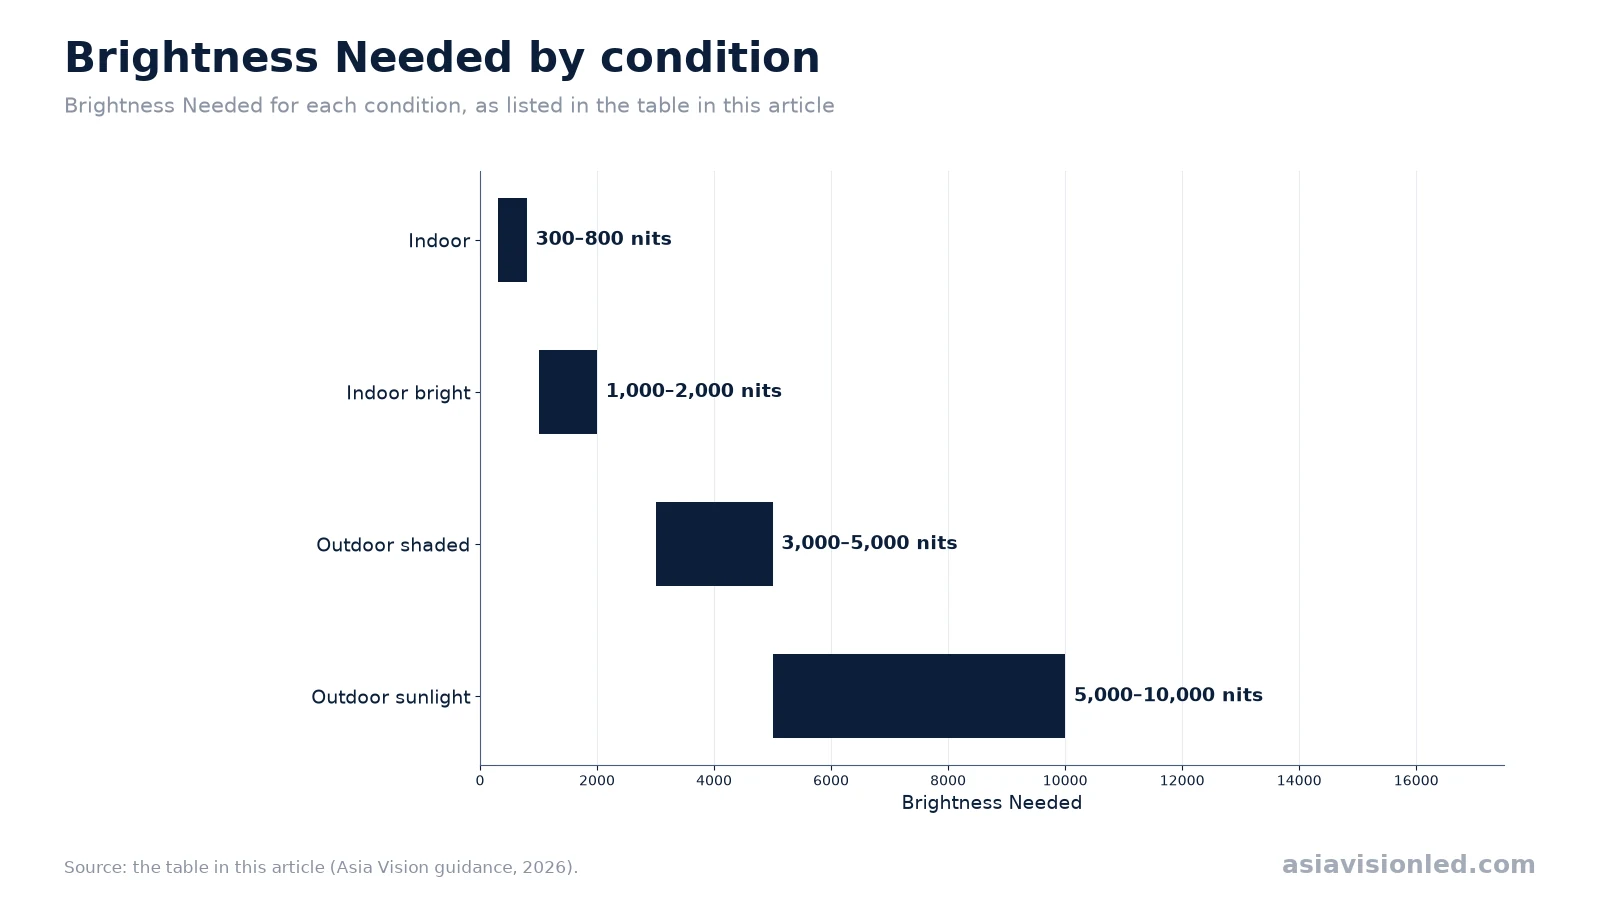 Brightness Needed by condition
Brightness Needed for each condition, as listed in the table in this article
Indoor
300–800 nits
Indoor bright
1,000–2,000 nits
Outdoor shaded
3,000–5,000 nits
Outdoor sunlight
5,000–10,000 nits
0 2000 4000 6000 8000 10000 12000 14000 16000
Brightness Needed
Source: the table in this article (Asia Vision guidance, 2026).
asiavisionled.com